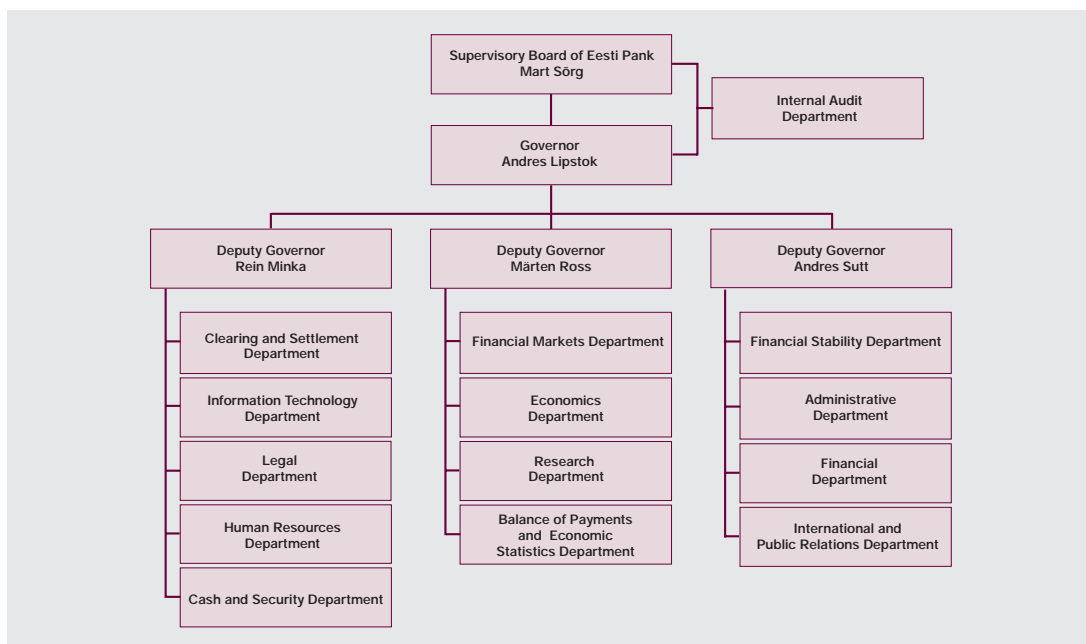 Supervisory Board of Eesti Pank
Mart Sõrg
Internal Audit
Department
Governor
Andres Lipstok
Deputy Governor
Rein Minka
Deputy Governor
Märten Ross
Deputy Governor
Andres Sutt
Clearing and Settlement
Department
Information Technology
Department
Legal
Department
Human Resources
Department
Cash and Security Department
Financial Markets Department
Economics
Department
Research
Department
Balance of Payments
and Economic
Statistics Department
Financial Stability Department
Administrative
Department
Financial
Department
International and
Public Relations Department